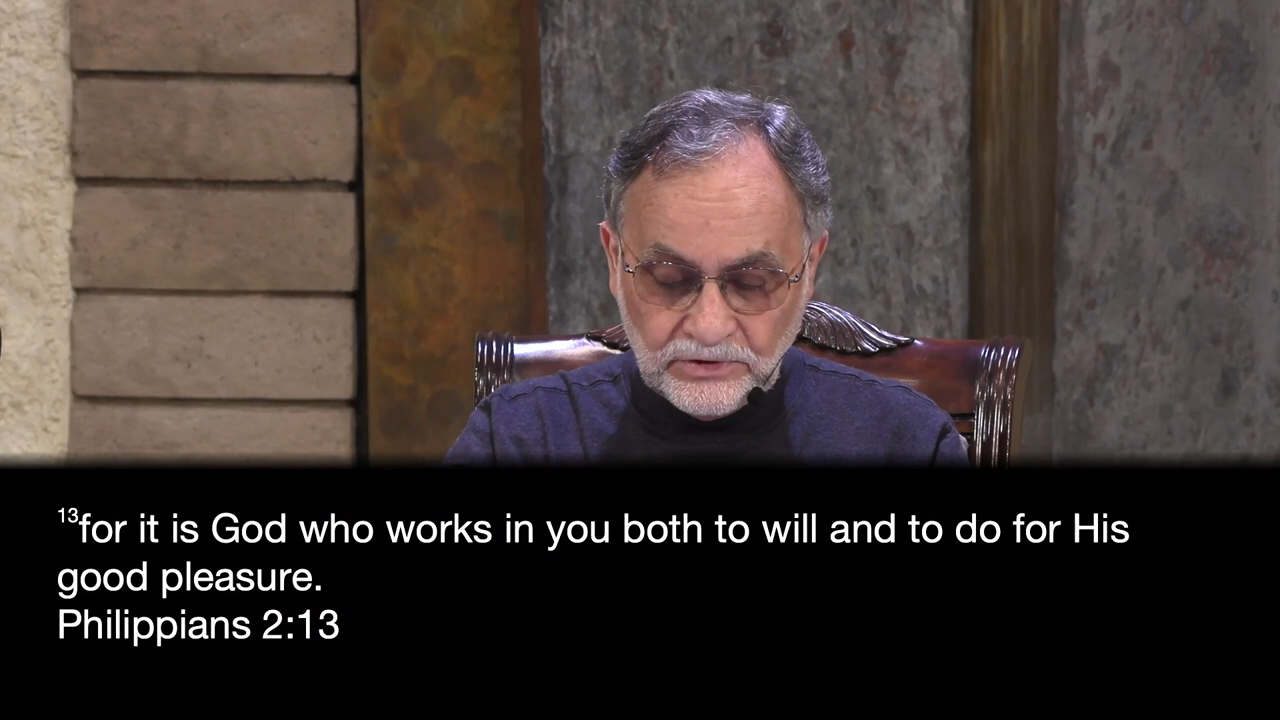 13for it is God who works in you both to will and to do for His
good pleasure.
Philippians 2:13